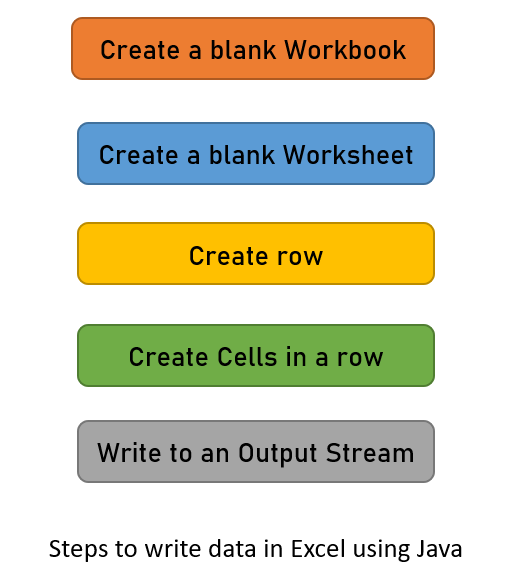 Create a blank Workbook
Create a blank Worksheet
Create row
Create Cells in a row
Write to an Output Stream
Steps to write data in Excel using Java